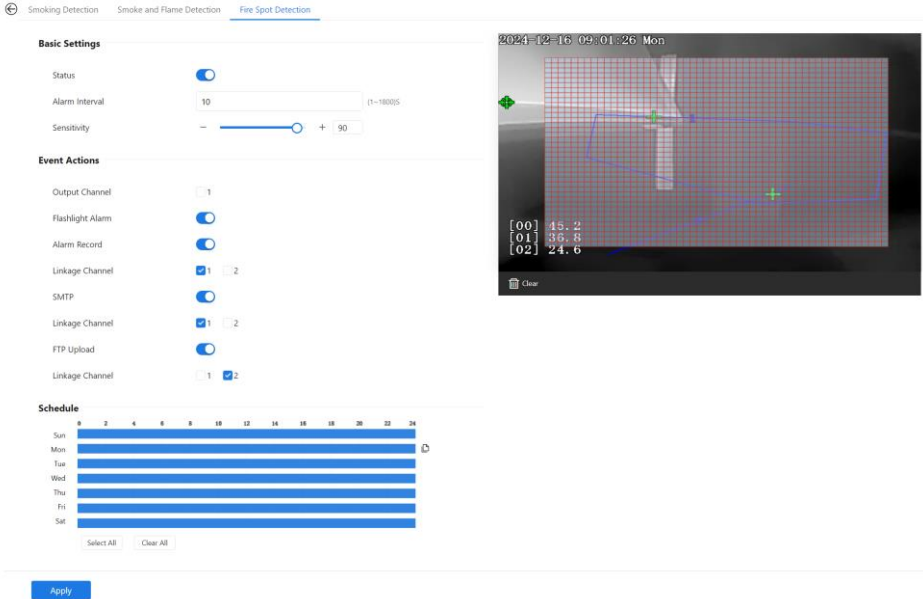 Smoking Detection Smoke and Flame Detection Fire Spot Detection
Basic Settings
Status
Alarm Interval 10 (1~1800)S
Sensitivity − + 90
Event Actions
Output Channel 1
Flashlight Alarm
Alarm Record
Linkage Channel 1 2
SMTP
Linkage Channel 1 2
FTP Upload
Linkage Channel 1 2
Schedule
0 2 4 6 8 10 12 14 16 18 20 22 24
Sun
Mon
Tue
Wed
Thu
Fri
Sat
Select All Clear All
Apply
2024-12-16 09:01:26 Mon
[00] 45.2
[01] 36.8
[02] 24.6
Clear